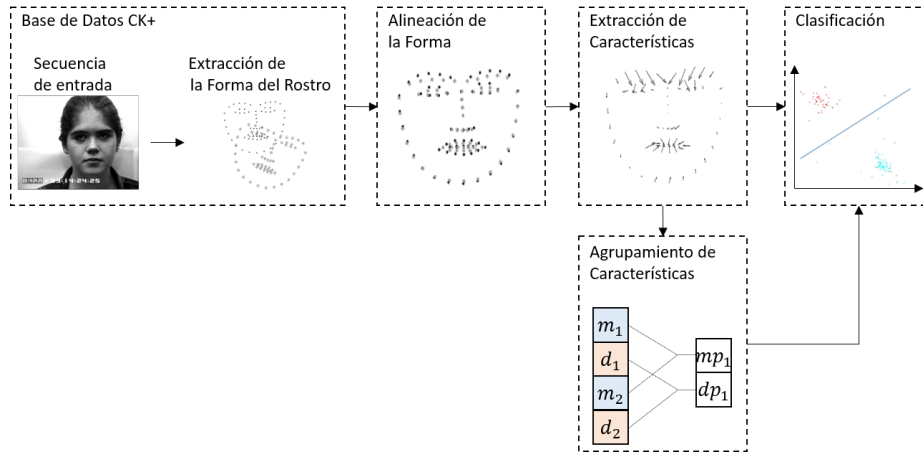 Base de Datos CK+
Secuencia
de entrada
Extracción de
la Forma del Rostro
Alineación de
la Forma
Extracción de
Características
Clasificación
Agrupamiento de
Características
m₁
d₁
m₂
d₂
mp₁
dp₁